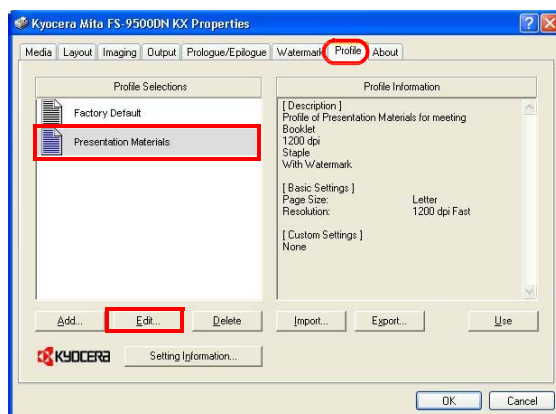 Kyocera Mita FS-9500DN KX Properties
Media Layout Imaging Output Prologue/Epilogue Watermark Profile About
Profile Selections
Factory Default
Presentation Materials
Profile Information
[ Description ]
Profile of Presentation Materials for meeting
Booklet
1200 dpi
Staple
With Watermark
[ Basic Settings ]
Page Size: Letter
Resolution: 1200 dpi Fast
[ Custom Settings ]
None
Add... Edit... Delete Import... Export... Use
KYOCERA Setting Information...
OK Cancel